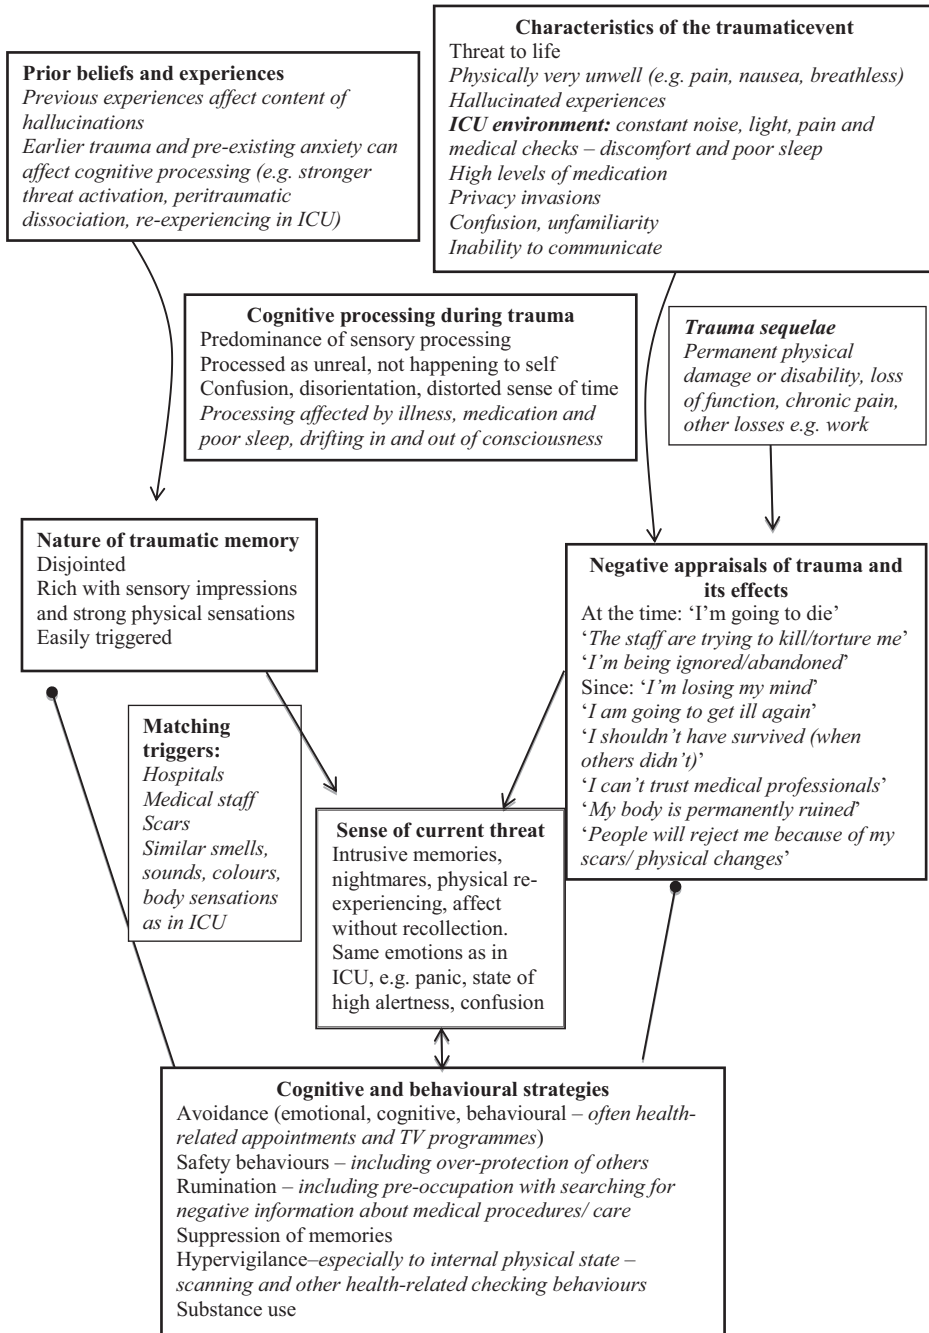 Characteristics of the traumaticevent
Threat to life
Physically very unwell (e.g. pain, nausea, breathless)
Hallucinated experiences
ICU environment: constant noise, light, pain and
medical checks – discomfort and poor sleep
High levels of medication
Privacy invasions
Confusion, unfamiliarity
Inability to communicate
Prior beliefs and experiences
Previous experiences affect content of
hallucinations
Earlier trauma and pre-existing anxiety can
affect cognitive processing (e.g. stronger
threat activation, peritraumatic
dissociation, re-experiencing in ICU)
Cognitive processing during trauma
Predominance of sensory processing
Processed as unreal, not happening to self
Confusion, disorientation, distorted sense of time
Processing affected by illness, medication and
poor sleep, drifting in and out of consciousness
Trauma sequelae
Permanent physical
damage or disability, loss
of function, chronic pain,
other losses e.g. work
Nature of traumatic memory
Disjointed
Rich with sensory impressions
and strong physical sensations
Easily triggered
Negative appraisals of trauma and
its effects
At the time: ‘I’m going to die’
‘The staff are trying to kill/torture me’
‘I’m being ignored/abandoned’
Since: ‘I’m losing my mind’
‘I am going to get ill again’
‘I shouldn’t have survived (when
others didn’t)’
‘I can’t trust medical professionals’
‘My body is permanently ruined’
‘People will reject me because of my
scars/ physical changes’
Matching
triggers:
Hospitals
Medical staff
Scars
Similar smells,
sounds, colours,
body sensations
as in ICU
Sense of current threat
Intrusive memories,
nightmares, physical re-
experiencing, affect
without recollection.
Same emotions as in
ICU, e.g. panic, state of
high alertness, confusion
Cognitive and behavioural strategies
Avoidance (emotional, cognitive, behavioural – often health-
related appointments and TV programmes)
Safety behaviours – including over-protection of others
Rumination – including pre-occupation with searching for
negative information about medical procedures/ care
Suppression of memories
Hypervigilance–especially to internal physical state –
scanning and other health-related checking behaviours
Substance use